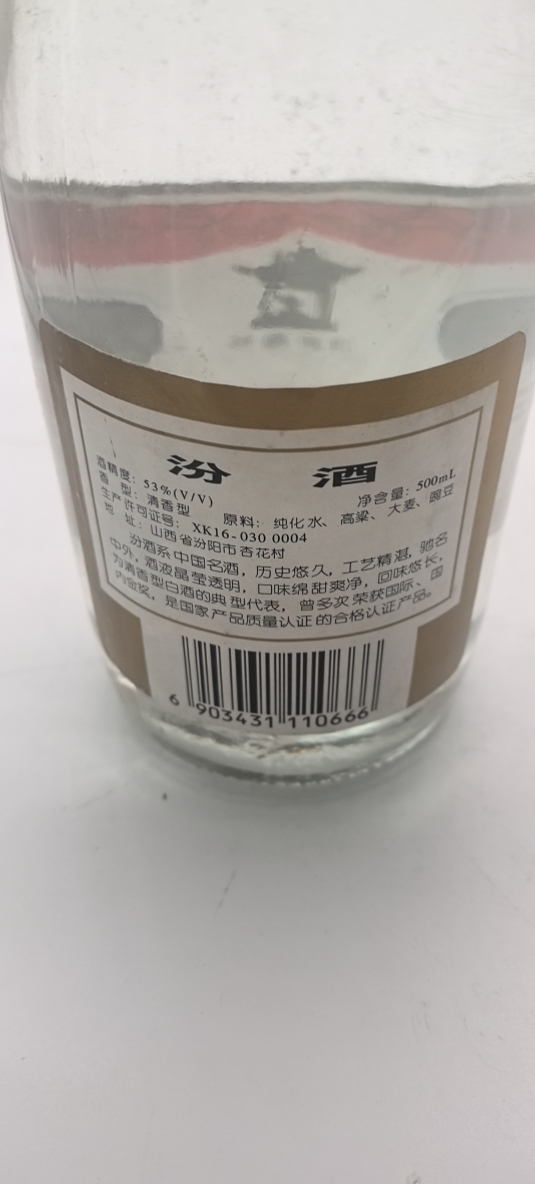 汾 酒
酒精度: 53%(V/V) 净含量: 500mL
香 型: 清香型 原料: 纯化水、高粱、大麦、豌豆
生产许可证号: XK16-030 0004
地 址: 山西省汾阳市杏花村
汾酒系中国名酒，历史悠久，工艺精湛，驰名
中外，酒液晶莹透明，口味绵甜爽净，回味悠长，
为清香型白酒的典型代表，曾多次荣获国际、国
内金奖，是国家产品质量认证的合格认证产品。
6 903431 110666